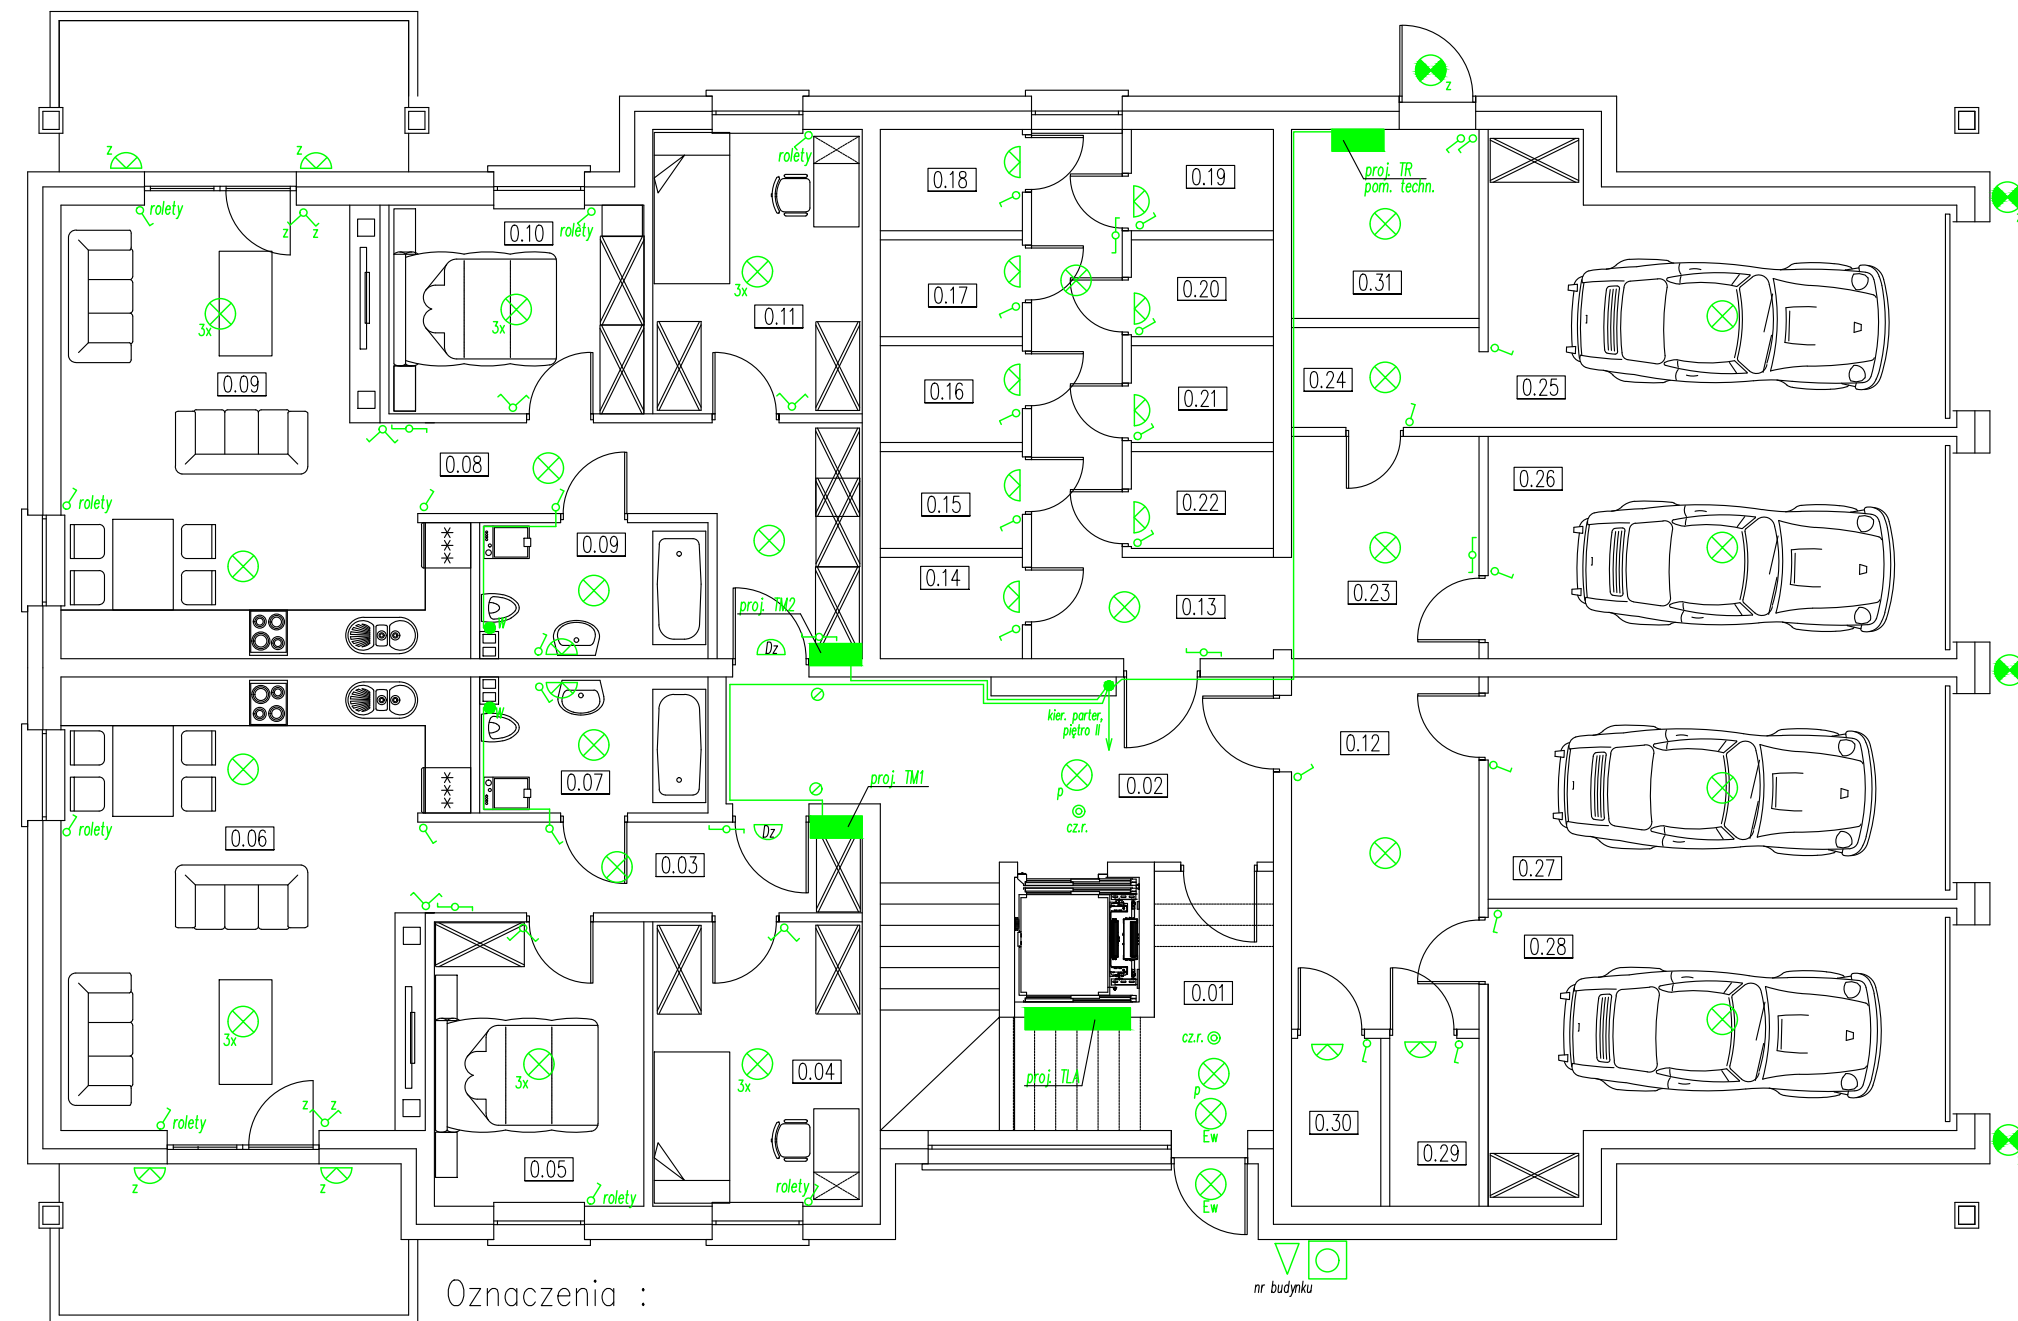 z
z
z
rolety
0.18
0.19
proj. TR
pom. techn.
z
rolety
z
z
0.10
rolety
3x
3x
3x
0.11
0.17
0.20
0.31
0.09
0.16
0.21
0.24
0.25
0.08
rolety
0.15
0.22
0.26
0.09
0.14
0.13
0.23
w
proj. TM2
Dz
w
kier. parter,
piętro II
0.12
0.07
proj. TM1
p
0.02
cz.r.
rolety
0.06
Dz
0.03
0.27
0.28
0.01
cz.r.
3x
3x
3x
0.04
proj. TLA
p
z
z
rolety
0.30
Ew
0.29
0.05
z
z
rolety
rolety
Ew
nr budynku
Oznaczenia :